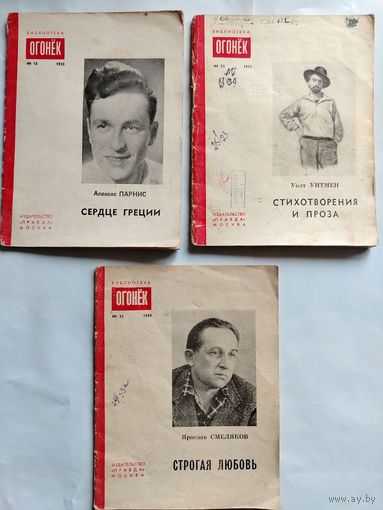 БИБЛИОТЕКА
ОГОНЁК
Алексис ПАРНИС
СЕРДЦЕ ГРЕЦИИ
ИЗДАТЕЛЬСТВО
«ПРАВДА»
МОСКВА
БИБЛИОТЕКА
ОГОНЁК
Уолт УИТМЕН
СТИХОТВОРЕНИЯ
И ПРОЗА
ИЗДАТЕЛЬСТВО
«ПРАВДА»
МОСКВА
БИБЛИОТЕКА
ОГОНЁК
Ярослав СМЕЛЯКОВ
СТРОГАЯ ЛЮБОВЬ
ИЗДАТЕЛЬСТВО
«ПРАВДА»
МОСКВА
ay.by